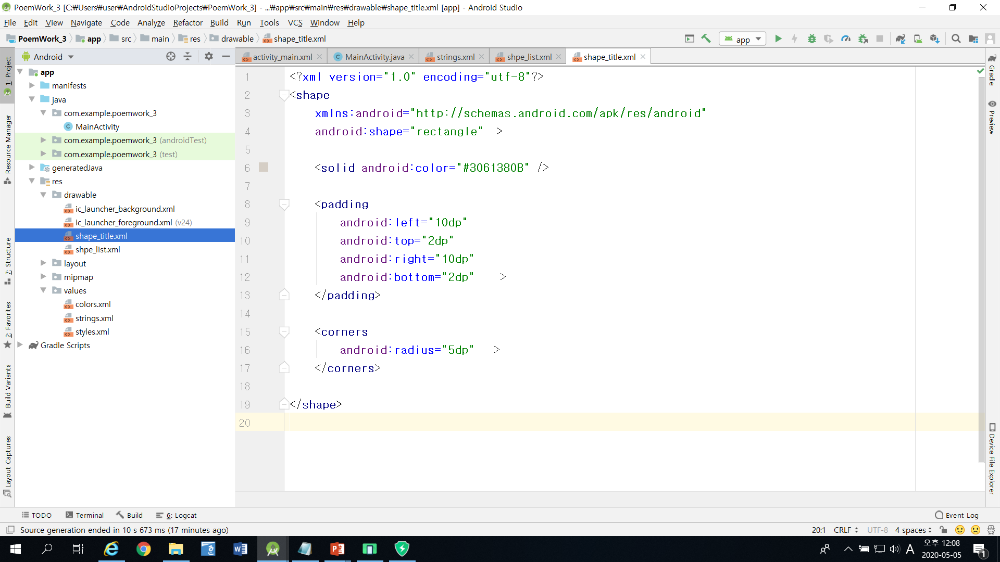 PoemWork_3 [C:₩Users₩user₩AndroidStudioProjects₩PoemWork_3] - ...₩app₩src₩main₩res₩drawable₩shape_title.xml [app] - Android Studio
File Edit View Navigate Code Analyze Refactor Build Run Tools VCS Window Help
PoemWork_3 app src main res drawable shape_title.xml app
Android
activity_main.xml MainActivity.java strings.xml shpe_list.xml shape_title.xml
1: Project
Resource Manager
7: Structure
2: Favorites
Build Variants
Layout Captures
app
manifests
java
com.example.poemwork_3
MainActivity
com.example.poemwork_3 (androidTest)
com.example.poemwork_3 (test)
generatedJava
res
drawable
ic_launcher_background.xml
ic_launcher_foreground.xml (v24)
shape_title.xml
shpe_list.xml
layout
mipmap
values
colors.xml
strings.xml
styles.xml
Gradle Scripts
1 <?xml version="1.0" encoding="utf-8"?>
2 <shape
3 xmlns:android="http://schemas.android.com/apk/res/android"
4 android:shape="rectangle" >
5
6 <solid android:color="#3061380B" />
7
8 <padding
9 android:left="10dp"
10 android:top="2dp"
11 android:right="10dp"
12 android:bottom="2dp" >
13 </padding>
14
15 <corners
16 android:radius="5dp" >
17 </corners>
18
19 </shape>
20
Gradle
Preview
Device File Explorer
TODO Terminal Build 6: Logcat Event Log
Source generation ended in 10 s 673 ms (17 minutes ago) 20:1 CRLF UTF-8 4 spaces
A 오후 12:08
2020-05-05
1